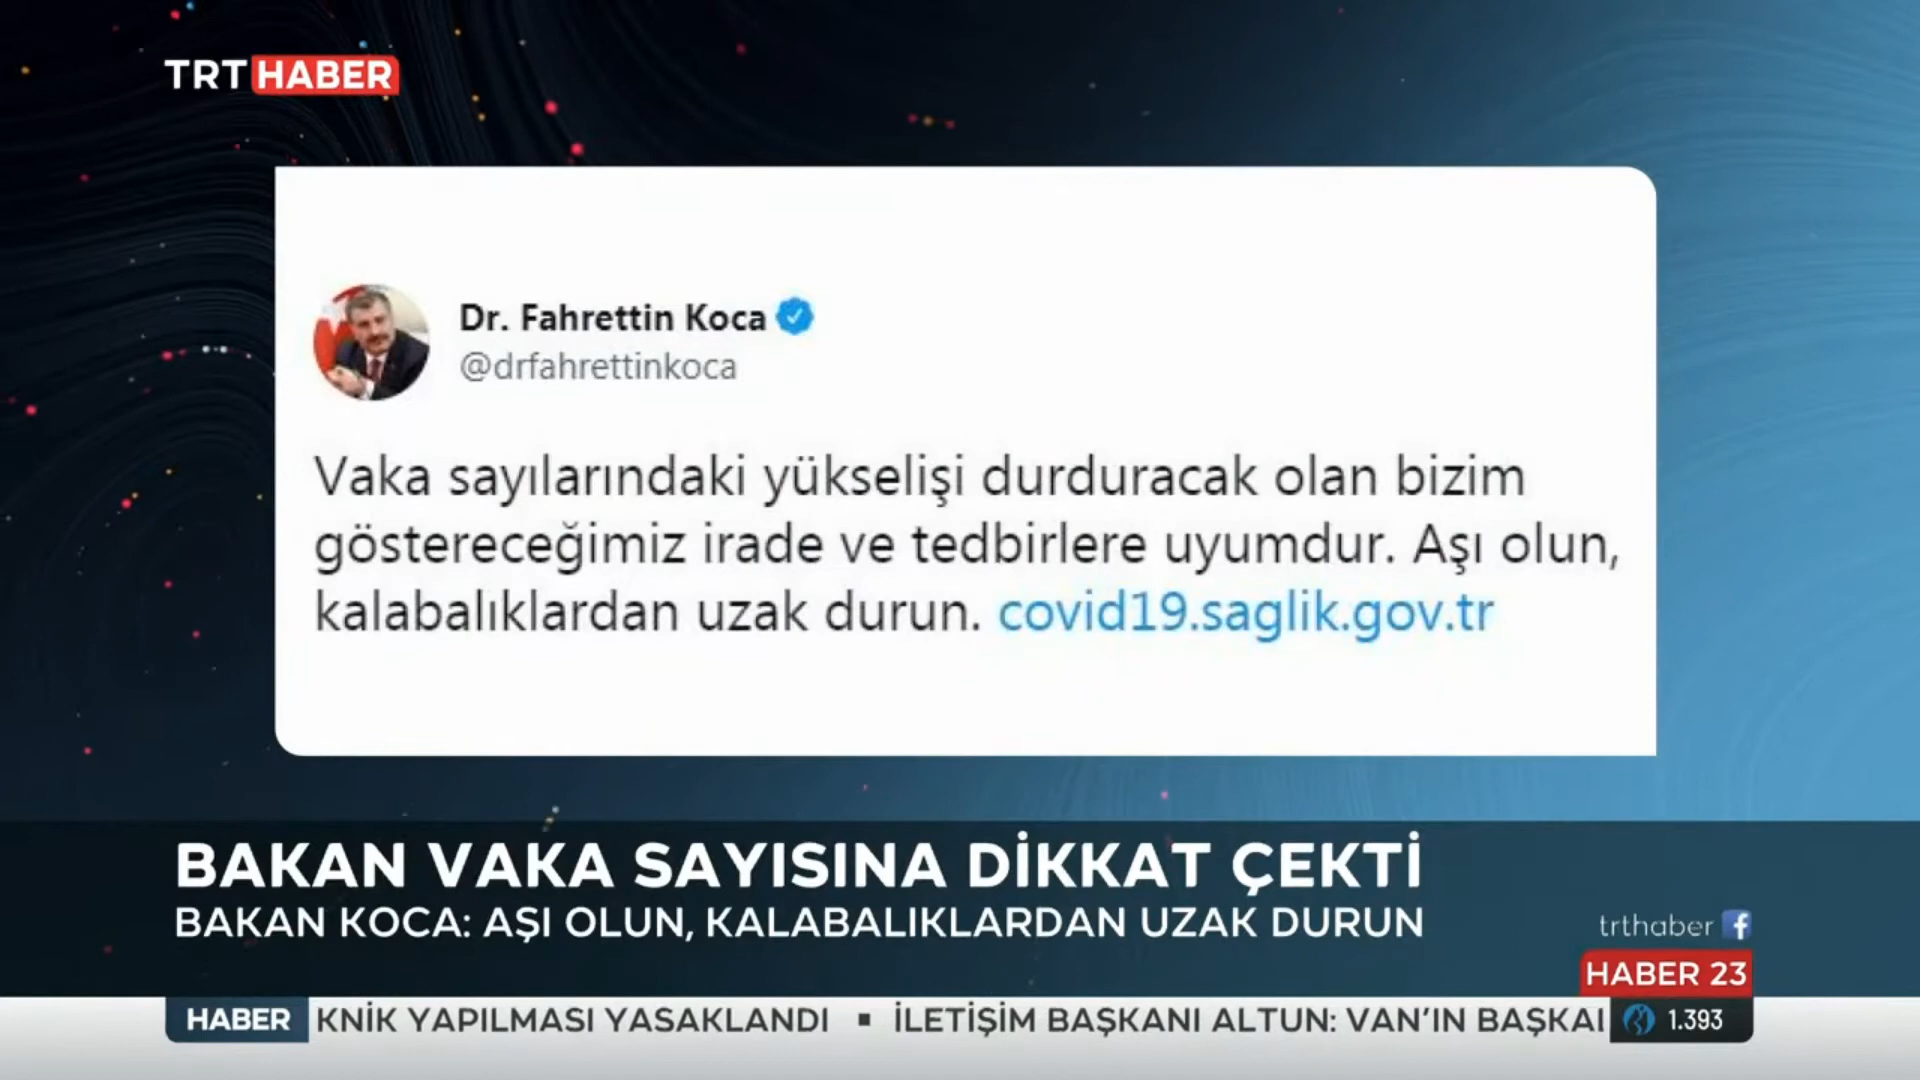 TRT HABER
Dr. Fahrettin Koca
@drfahrettinkoca
Vaka sayılarındaki yükselişi durduracak olan bizim
göstereceğimiz irade ve tedbirlere uyumdur. Aşı olun,
kalabalıklardan uzak durun. covid19.saglik.gov.tr
BAKAN VAKA SAYISINA DİKKAT ÇEKTİ
BAKAN KOCA: AŞI OLUN, KALABALIKLARDAN UZAK DURUN
trthaber
HABER 23
HABER KNİK YAPILMASI YASAKLANDI ▪ İLETİŞİM BAŞKANI ALTUN: VAN'IN BAŞKAL 1.393